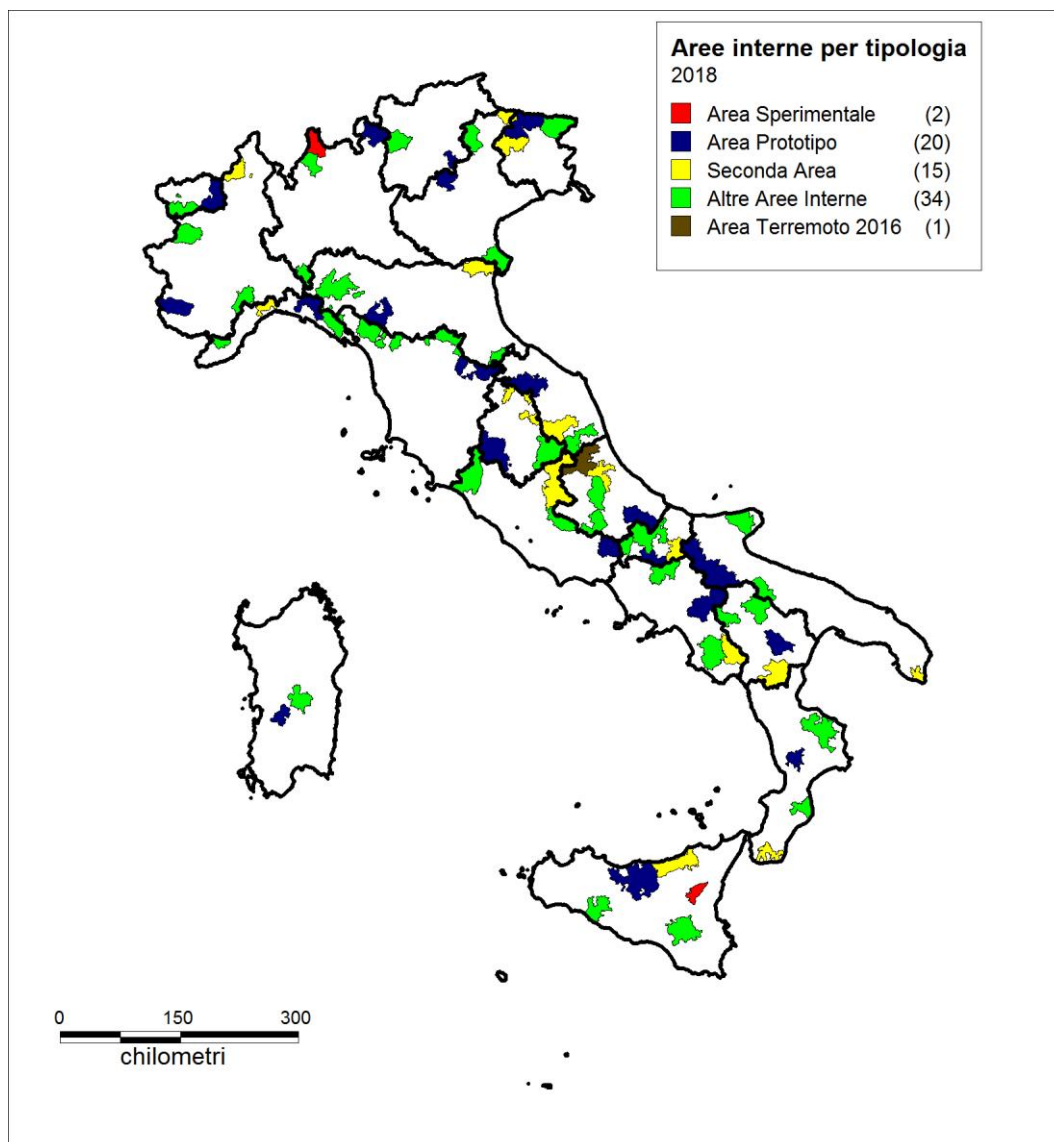 Aree interne per tipologia
2018
Area Sperimentale (2)
Area Prototipo (20)
Seconda Area (15)
Altre Aree Interne (34)
Area Terremoto 2016 (1)
0 150 300
chilometri